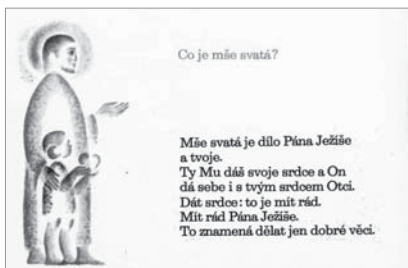 Co je mše svatá?
Mše svatá je dílo Pána Ježíše
a tvoje.
Ty Mu dáš svoje srdce a On
dá sebe i s tvým srdcem Otci.
Dát srdce: to je mít rád.
Mít rád Pána Ježíše.
To znamená dělat jen dobré věci.